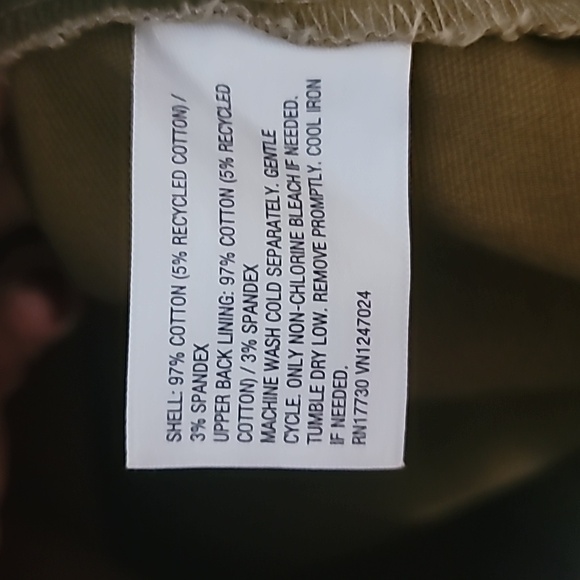 SHELL: 97% COTTON (5% RECYCLED COTTON) /
3% SPANDEX
UPPER BACK LINING: 97% COTTON (5% RECYCLED
COTTON) / 3% SPANDEX
MACHINE WASH COLD SEPARATELY. GENTLE
CYCLE. ONLY NON-CHLORINE BLEACH IF NEEDED.
TUMBLE DRY LOW. REMOVE PROMPTLY. COOL IRON
IF NEEDED.
RN17730 VN1247024